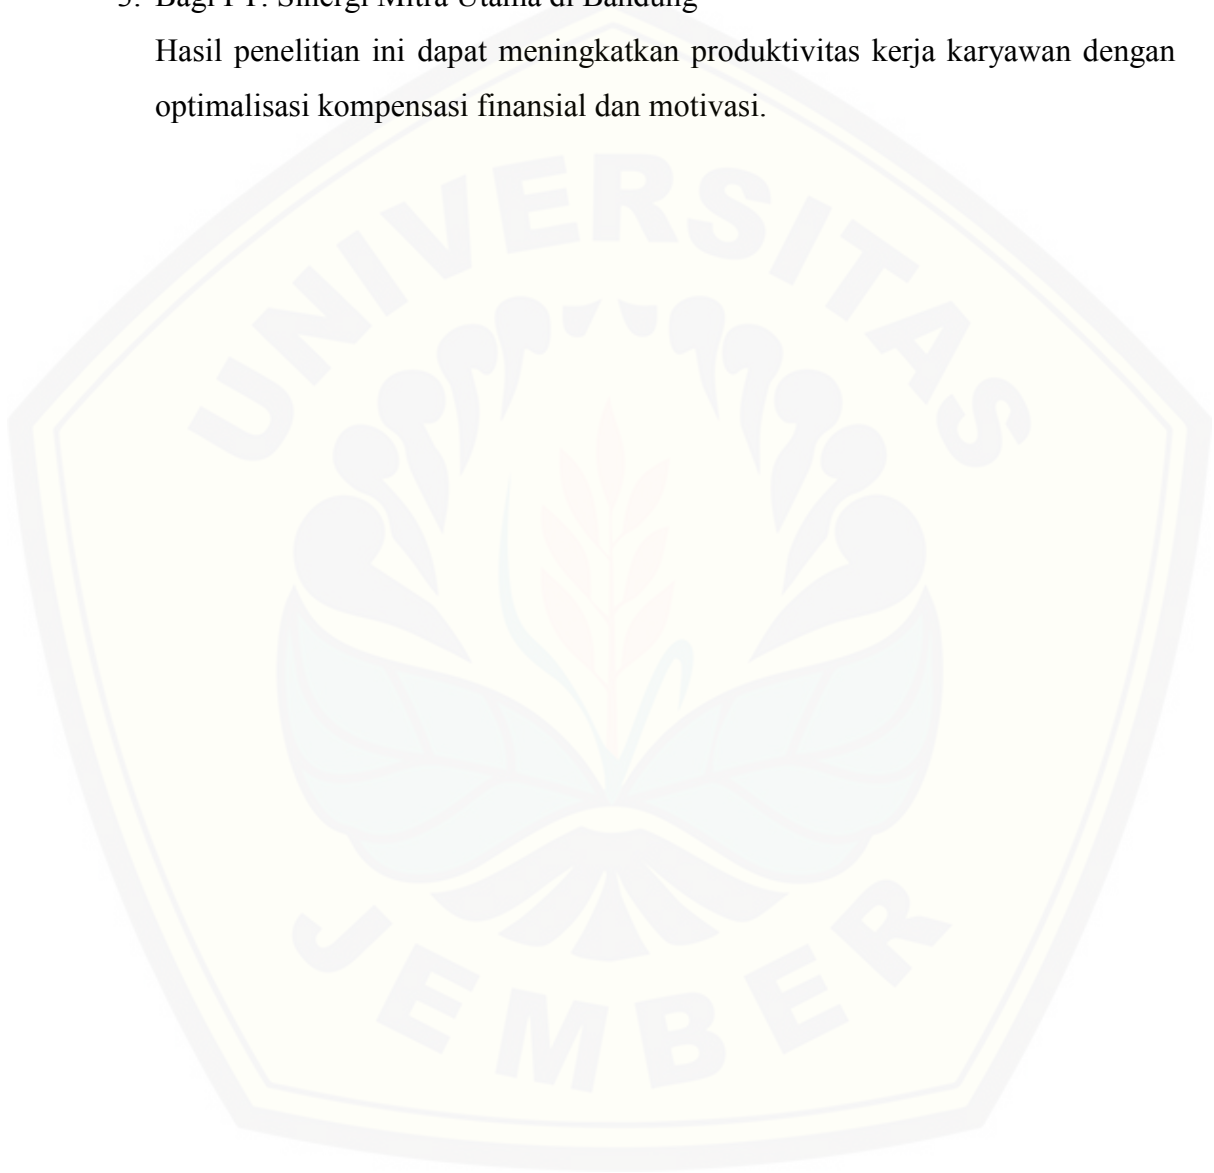 3. Bagi PT. Sinergi Mitra Utama di Bandung
Hasil penelitian ini dapat meningkatkan produktivitas kerja karyawan dengan
optimalisasi kompensasi finansial dan motivasi.
UNIVERSITAS
JEMBER